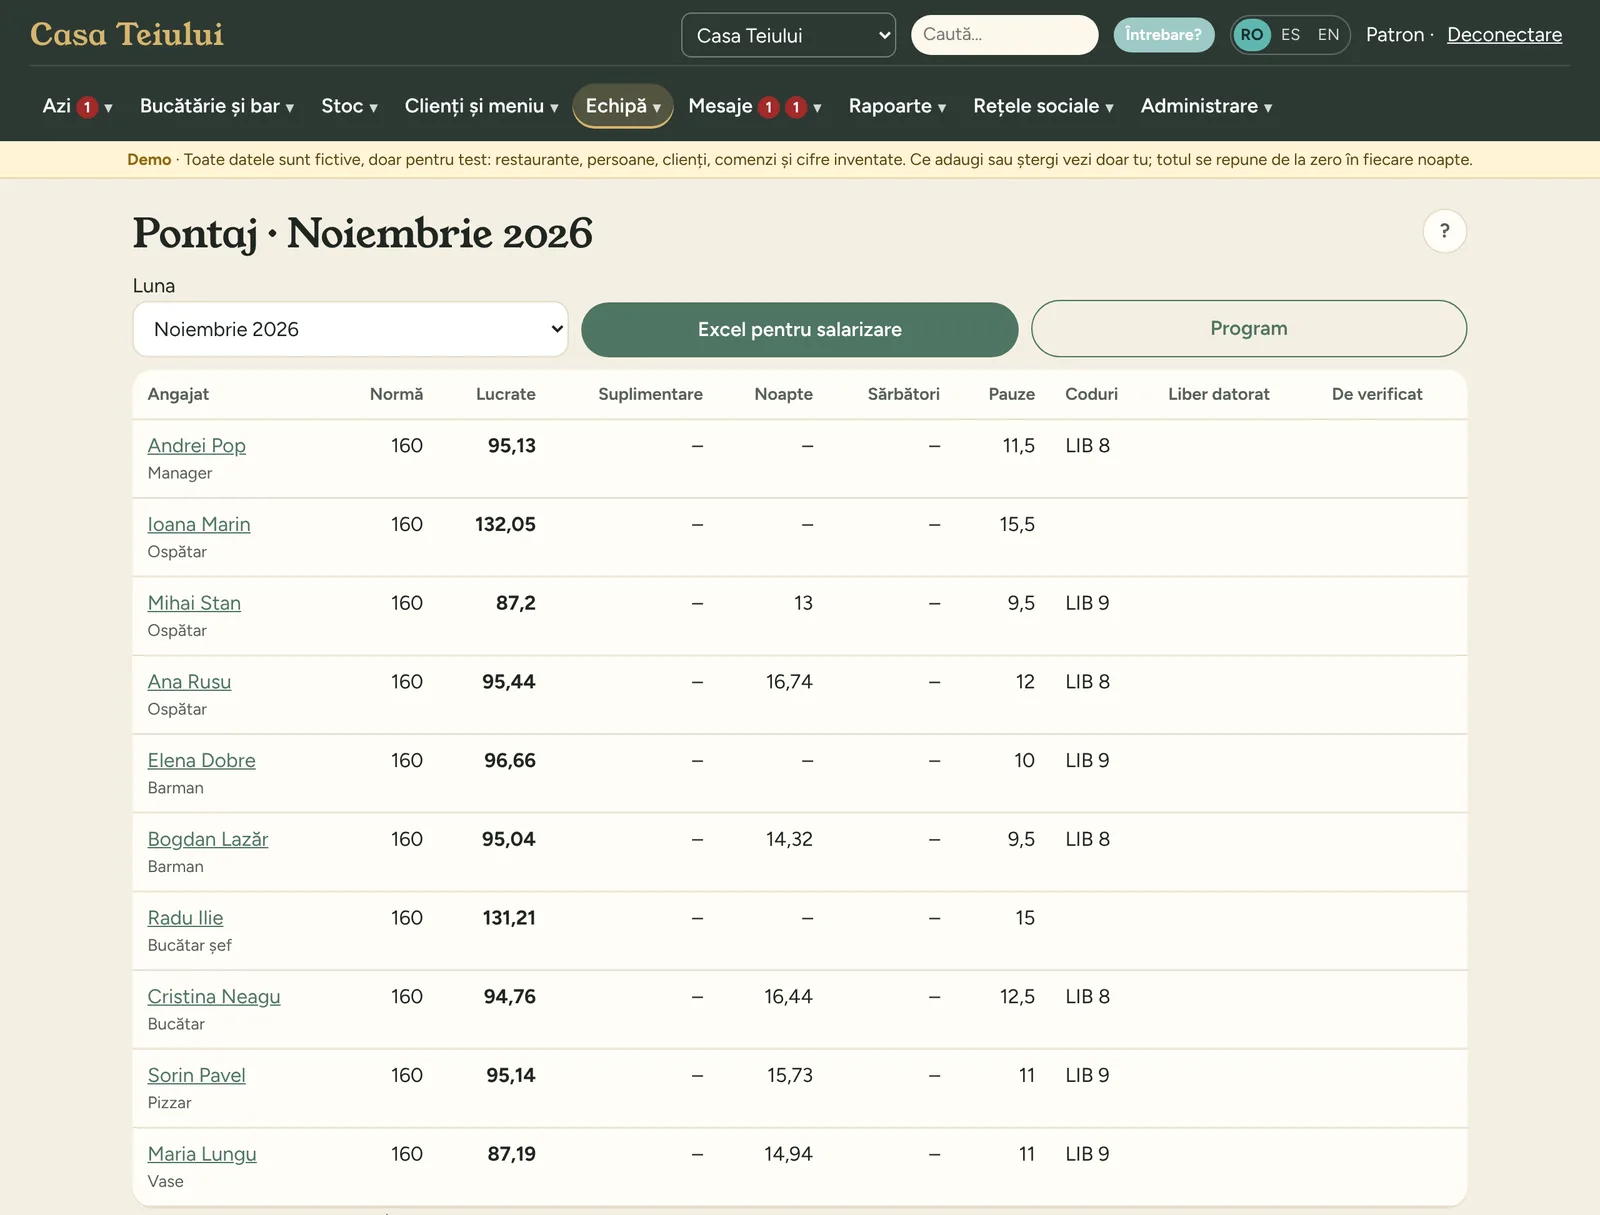 Casa Teiului
Casa Teiului
Caută...
Întrebare?
RO ES EN
Patron · Deconectare
Azi 1 ▾ Bucătărie și bar ▾ Stoc ▾ Clienți și meniu ▾ Echipă ▾ Mesaje 1 1 ▾ Rapoarte ▾ Rețele sociale ▾ Administrare ▾
Demo · Toate datele sunt fictive, doar pentru test: restaurante, persoane, clienți, comenzi și cifre inventate. Ce adaugi sau ștergi vezi doar tu; totul se repune de la zero în fiecare noapte.
Pontaj · Noiembrie 2026
?
Luna
Noiembrie 2026
Excel pentru salarizare
Program
Angajat Normă Lucrate Suplimentare Noapte Sărbători Pauze Coduri Liber datorat De verificat
Andrei Pop 160 95,13 – – – 11,5 LIB 8
Manager
Ioana Marin 160 132,05 – – – 15,5
Ospătar
Mihai Stan 160 87,2 – 13 – 9,5 LIB 9
Ospătar
Ana Rusu 160 95,44 – 16,74 – 12 LIB 8
Ospătar
Elena Dobre 160 96,66 – – – 10 LIB 9
Barman
Bogdan Lazăr 160 95,04 – 14,32 – 9,5 LIB 8
Barman
Radu Ilie 160 131,21 – – – 15
Bucătar șef
Cristina Neagu 160 94,76 – 16,44 – 12,5 LIB 8
Bucătar
Sorin Pavel 160 95,14 – 15,73 – 11 LIB 9
Pizzar
Maria Lungu 160 87,19 – 14,94 – 11 LIB 9
Vase